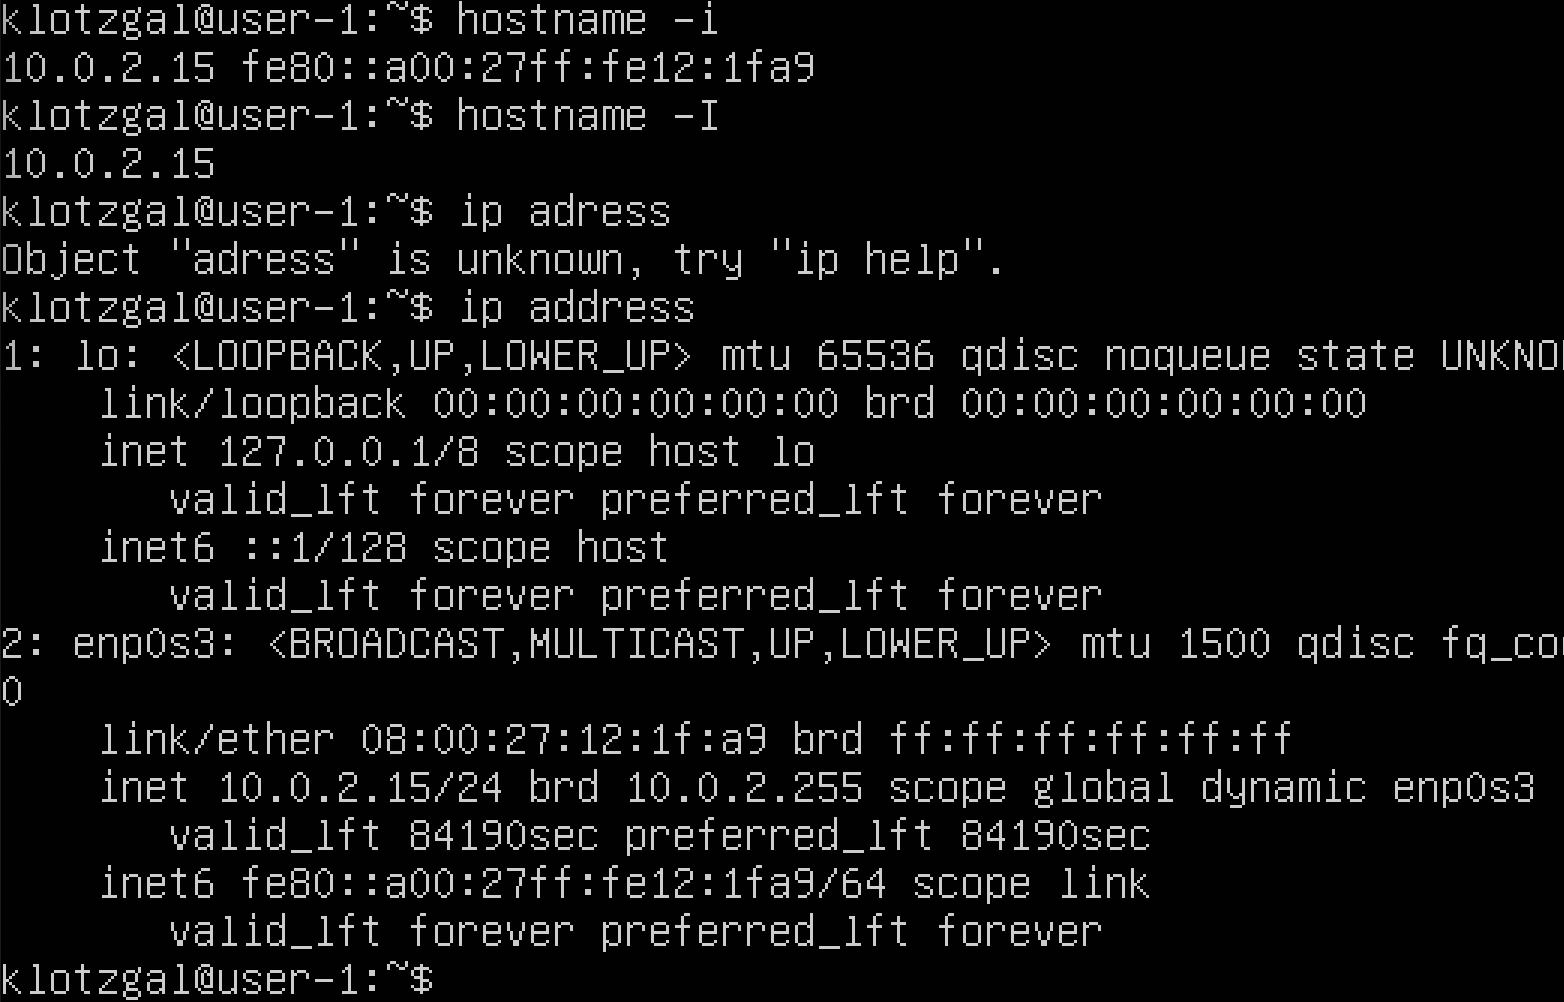 klotzgal@user-1:~$ hostname -i
10.0.2.15 fe80::a00:27ff:fe12:1fa9
klotzgal@user-1:~$ hostname -I
10.0.2.15
klotzgal@user-1:~$ ip adress
Object "adress" is unknown, try "ip help".
klotzgal@user-1:~$ ip address
1: lo: <LOOPBACK,UP,LOWER_UP> mtu 65536 qdisc noqueue state UNKNO
    link/loopback 00:00:00:00:00:00 brd 00:00:00:00:00:00
    inet 127.0.0.1/8 scope host lo
       valid_lft forever preferred_lft forever
    inet6 ::1/128 scope host
       valid_lft forever preferred_lft forever
2: enp0s3: <BROADCAST,MULTICAST,UP,LOWER_UP> mtu 1500 qdisc fq_co
0
    link/ether 08:00:27:12:1f:a9 brd ff:ff:ff:ff:ff:ff
    inet 10.0.2.15/24 brd 10.0.2.255 scope global dynamic enp0s3
       valid_lft 84190sec preferred_lft 84190sec
    inet6 fe80::a00:27ff:fe12:1fa9/64 scope link
       valid_lft forever preferred_lft forever
klotzgal@user-1:~$